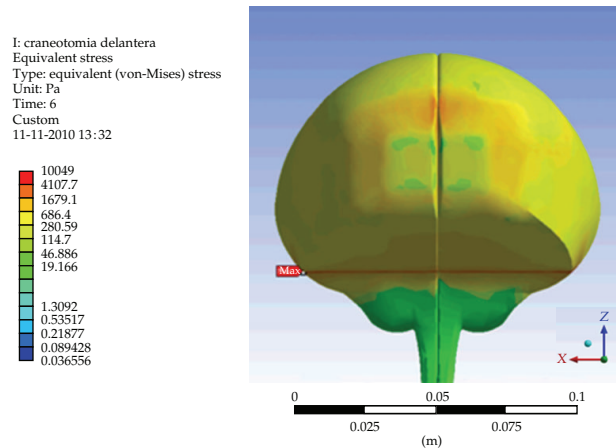 I: craneotomia delantera
Equivalent stress
Type: equivalent (von-Mises) stress
Unit: Pa
Time: 6
Custom
11-11-2010 13:32
10049
4107.7
1679.1
686.4
280.59
114.7
46.886
19.166
1.3092
0.53517
0.21877
0.089428
0.036556
Max
Z
X
0 0.05 0.1
0.025 0.075
(m)